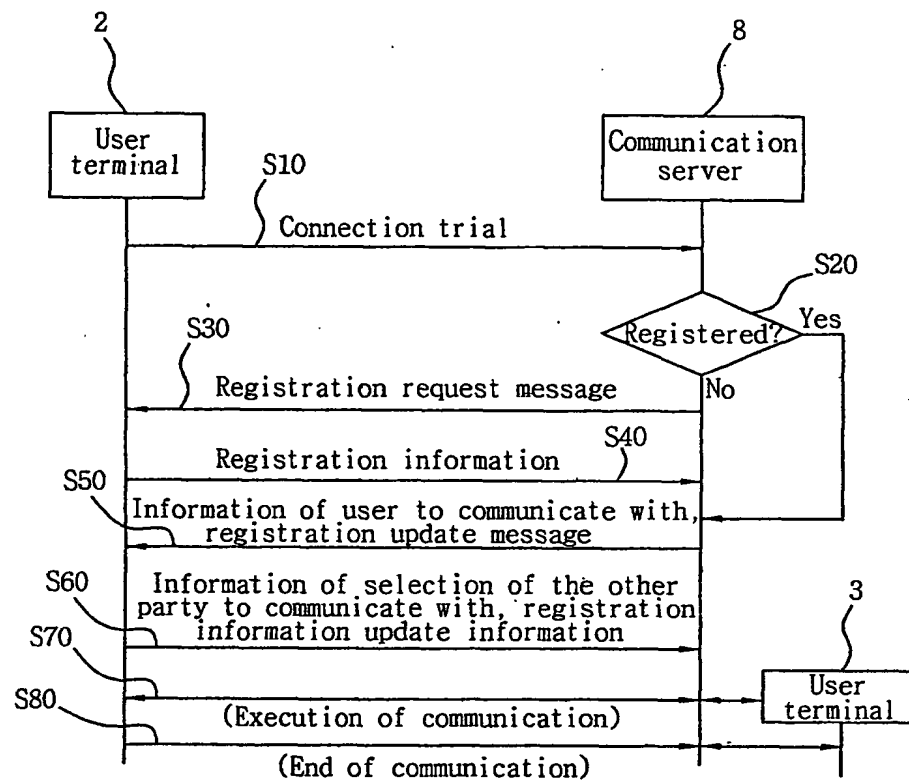 2
8
User
terminal
Communication
server
S10
Connection trial
S20
Registered?
Yes
S30
No
Registration request message
S40
Registration information
S50
Information of user to communicate with,
registration update message
S60
Information of selection of the other
party to communicate with, registration
information update information
3
S70
User
terminal
(Execution of communication)
S80
(End of communication)